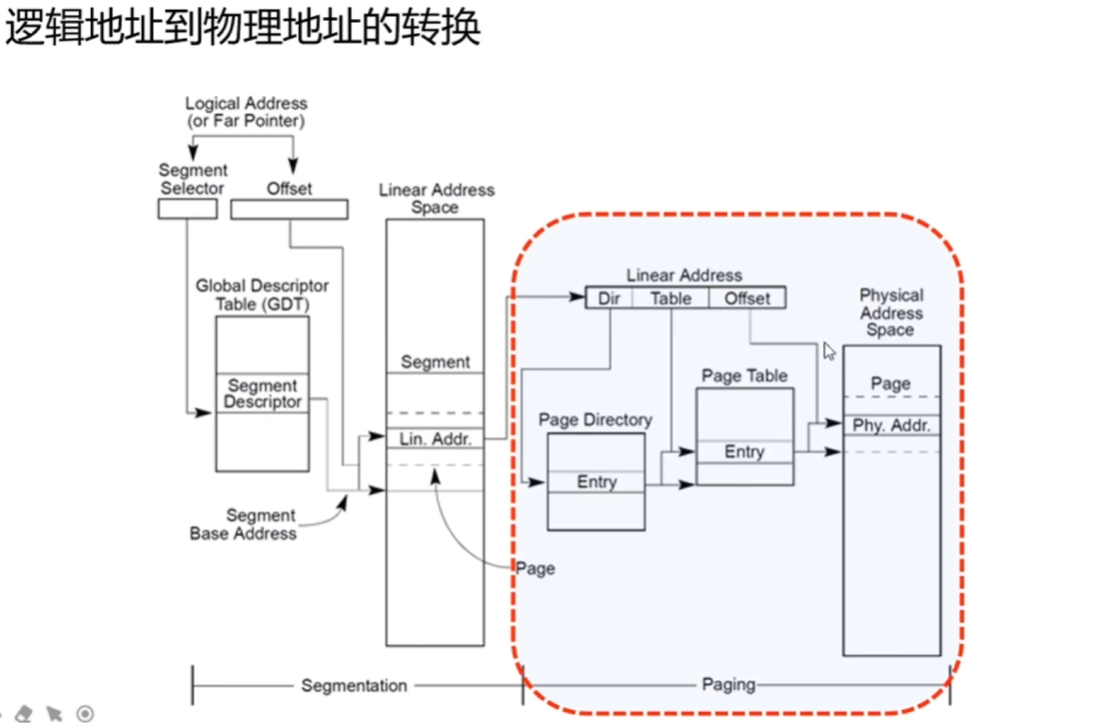 逻辑地址到物理地址的转换
Logical Address
(or Far Pointer)
Segment
Selector
Offset
Linear Address
Space
Global Descriptor
Table (GDT)
Segment
Descriptor
Segment
Lin. Addr.
Segment
Base Address
Page
Linear Address
Dir
Table
Offset
Physical
Address
Space
Page Table
Page
Page Directory
Phy. Addr.
Entry
Entry
Segmentation
Paging